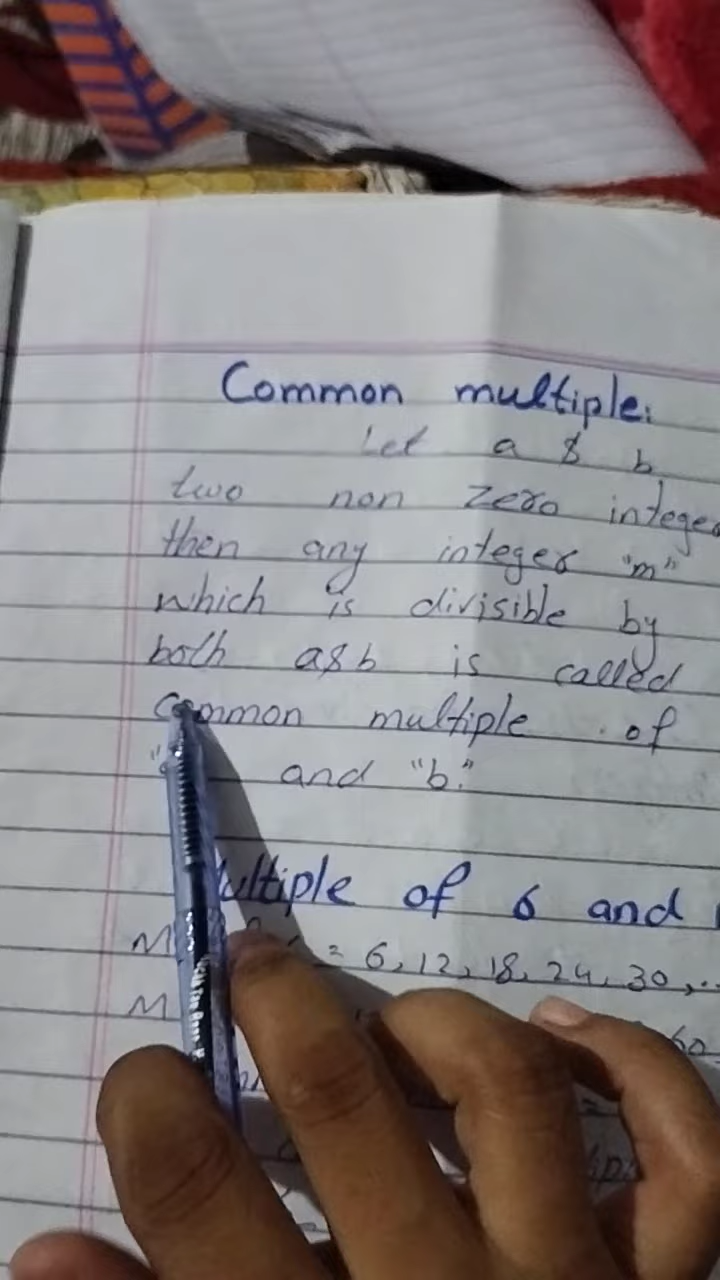 Common multiple:
Let a & b
two non zero integer
then any integer "m"
which is divisible by
both a&b is called
Common multiple of
and "b."
ultiple of 6 and
M = 6, 12, 18, 24, 30, ..
M 60